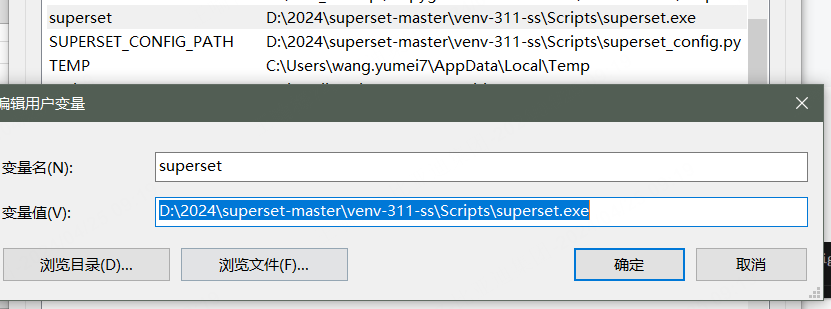 superset D:\2024\superset-master\venv-311-ss\Scripts\superset.exe
SUPERSET_CONFIG_PATH D:\2024\superset-master\venv-311-ss\Scripts\superset_config.py
TEMP C:\Users\wang.yumei7\AppData\Local\Temp
编辑用户变量
变量名(N): superset
变量值(V): D:\2024\superset-master\venv-311-ss\Scripts\superset.exe
浏览目录(D)... 浏览文件(F)... 确定 取消